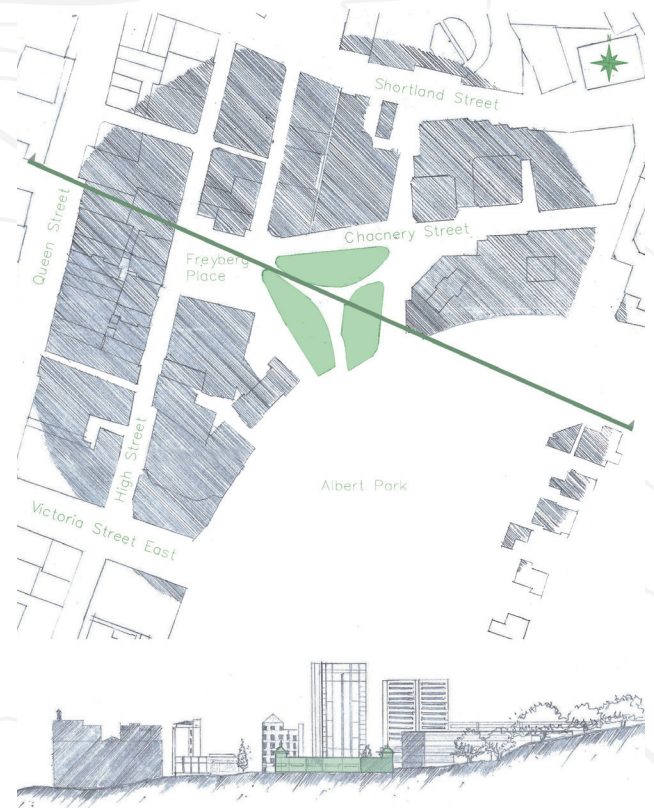 N
Shortland Street
Queen Street
Chacnery Street
Freyberg
Place
High Street
Albert Park
Victoria Street East